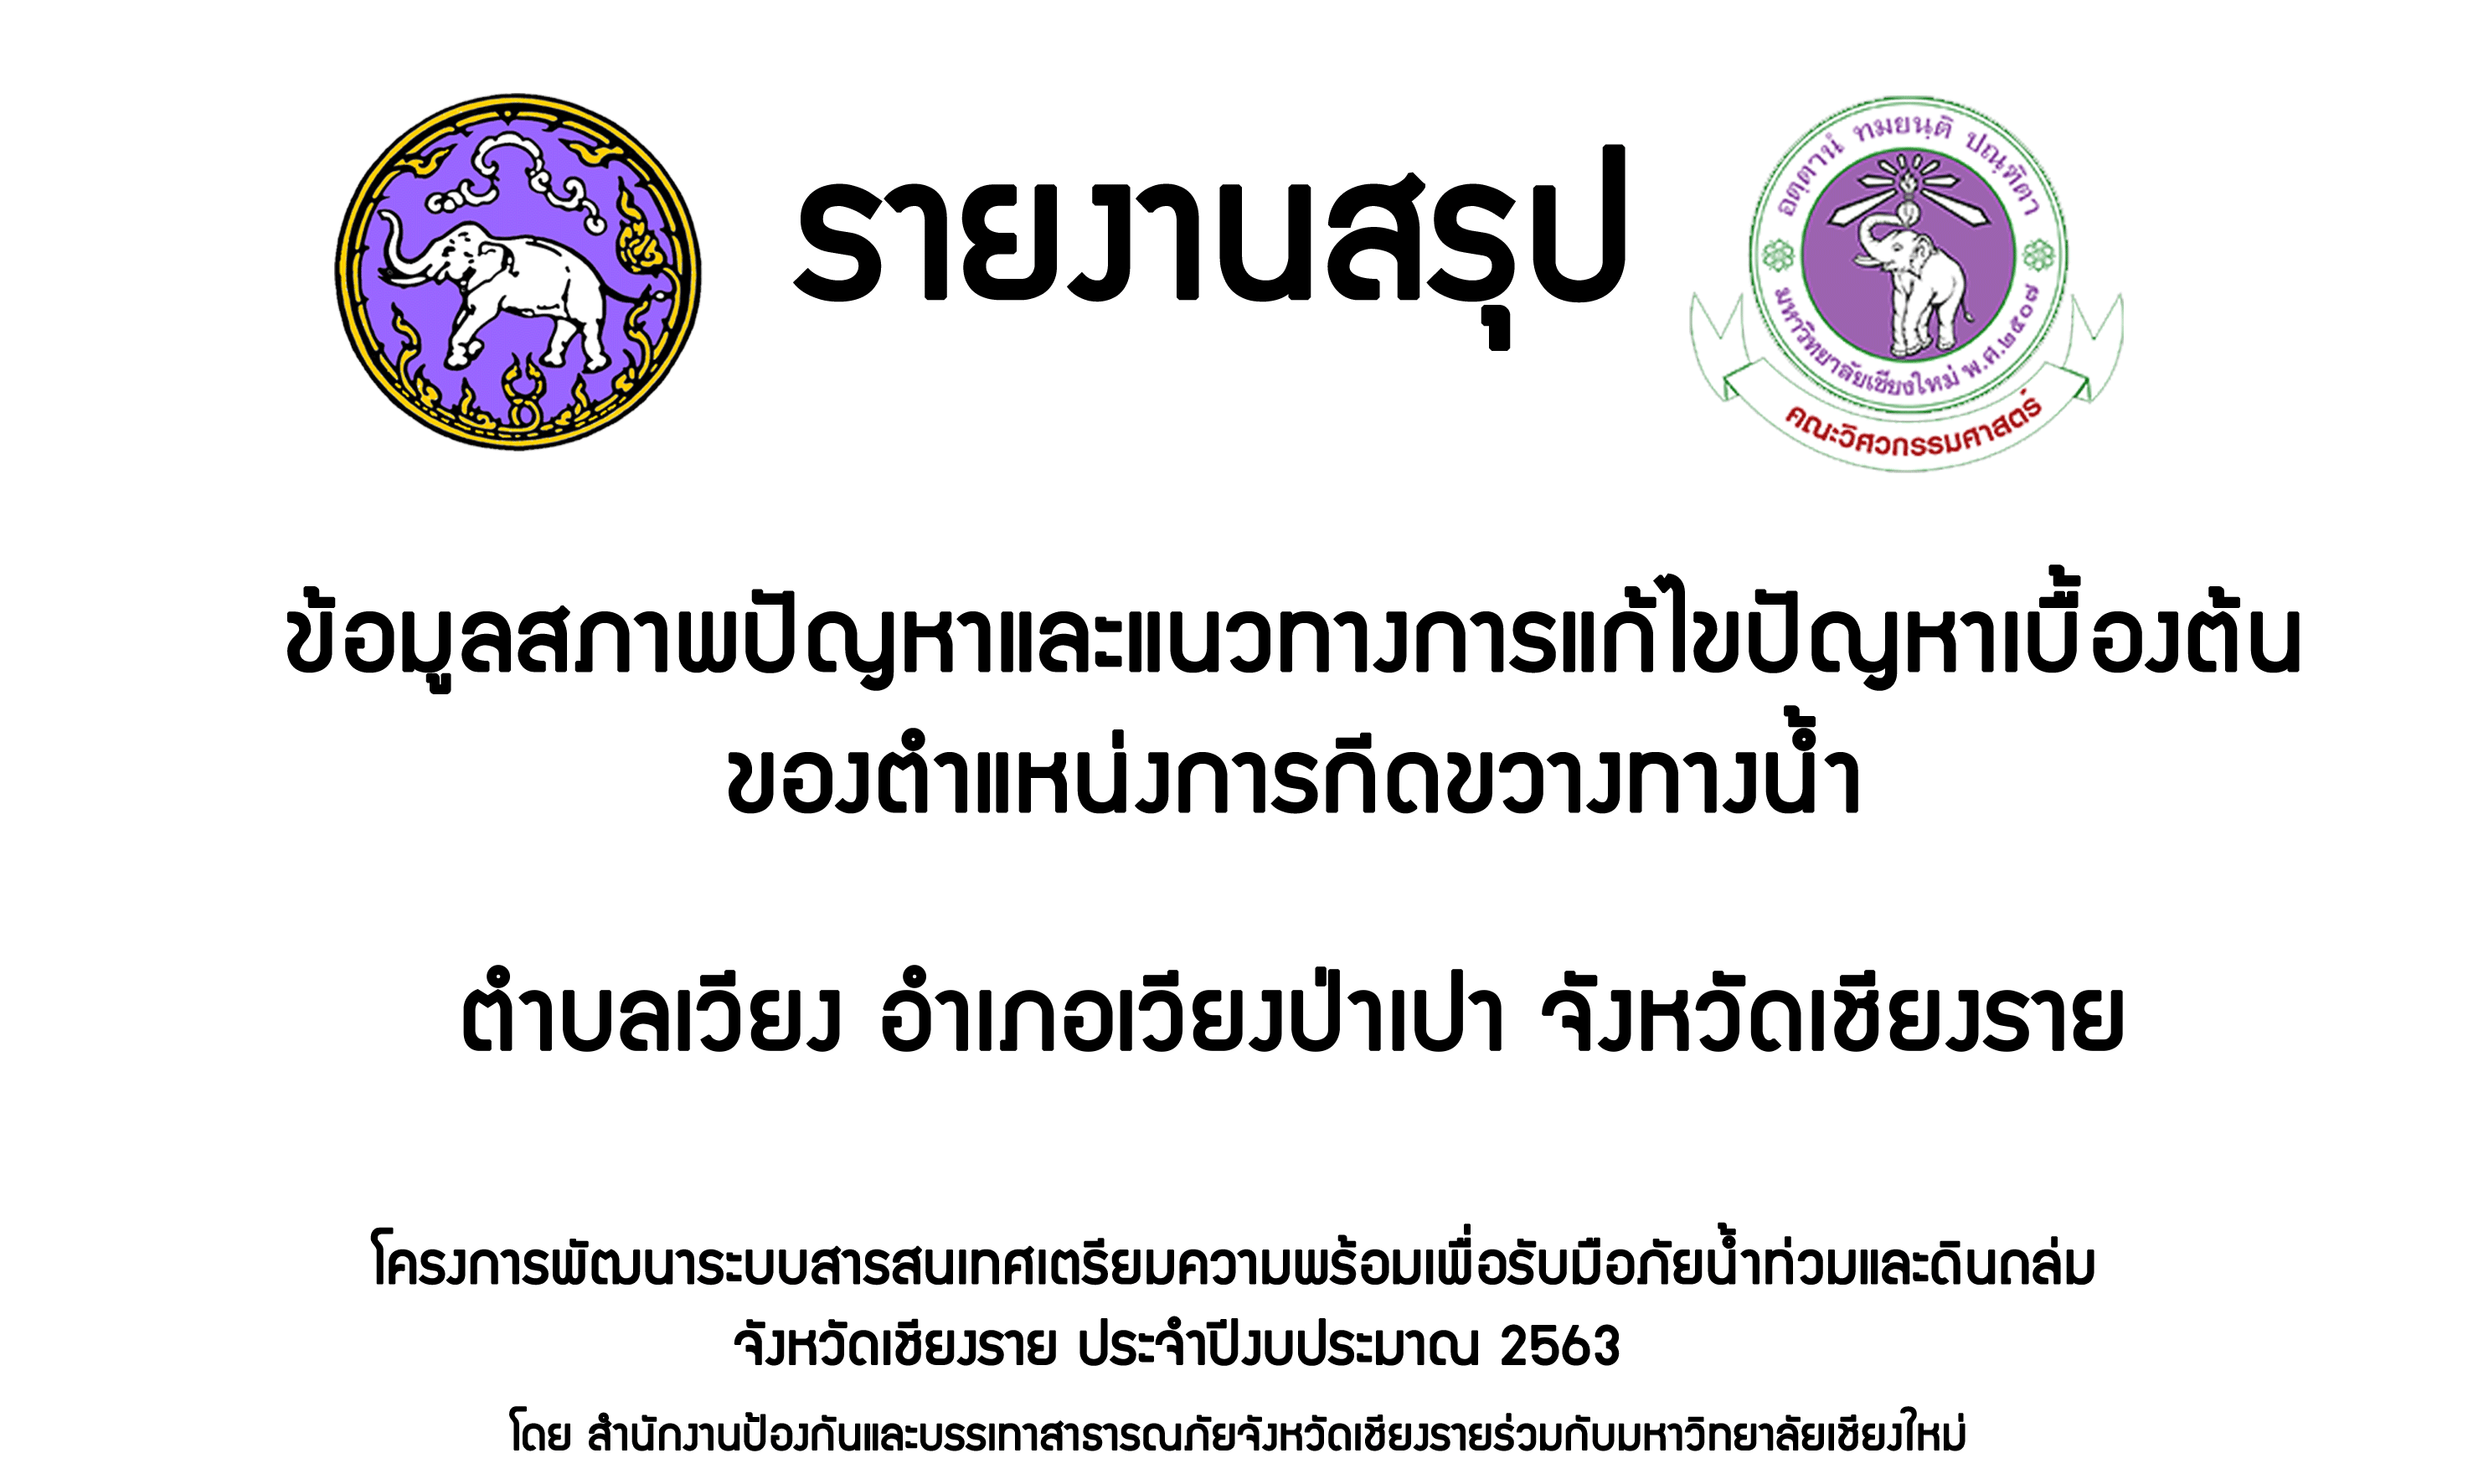 รายงานสรุป
อตฺตานํ ทมยนฺติ ปณฺฑิตา
มหาวิทยาลัยเชียงใหม่ พ.ศ.๒๕๐๗
คณะวิศวกรรมศาสตร์
ข้อมูลสภาพปัญหาและแนวทางการแก้ไขปัญหาเบื้องต้น
ของตำแหน่งการกีดขวางทางน้ำ
ตำบลเวียง อำเภอเวียงป่าเปา จังหวัดเชียงราย
โครงการพัฒนาระบบสารสนเทศเตรียมความพร้อมเพื่อรับมือภัยน้ำท่วมและดินถล่ม
จังหวัดเชียงราย ประจำปีงบประมาณ 2563
โดย สำนักงานป้องกันและบรรเทาสาธารณภัยจังหวัดเชียงรายร่วมกับมหาวิทยาลัยเชียงใหม่